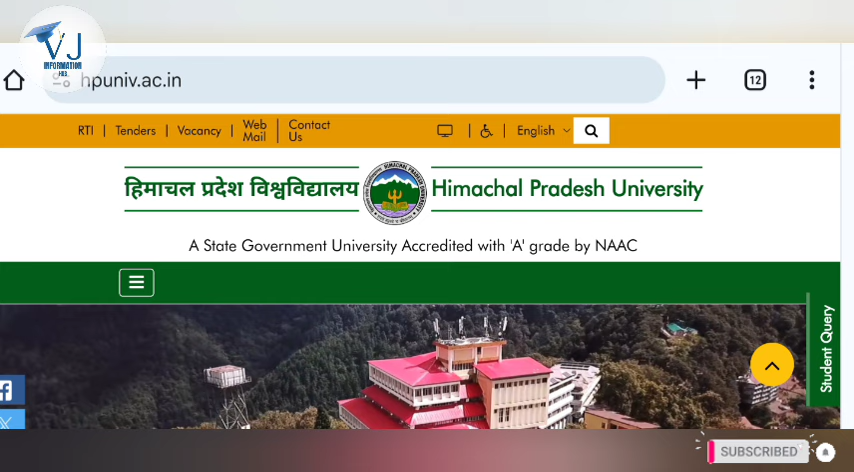 VJ
INFORMATION
HUB
hpuniv.ac.in
12
RTI | Tenders | Vacancy | Web Mail | Contact Us
English
हिमाचल प्रदेश विश्वविद्यालय Himachal Pradesh University
A State Government University Accredited with 'A' grade by NAAC
Student Query
SUBSCRIBED